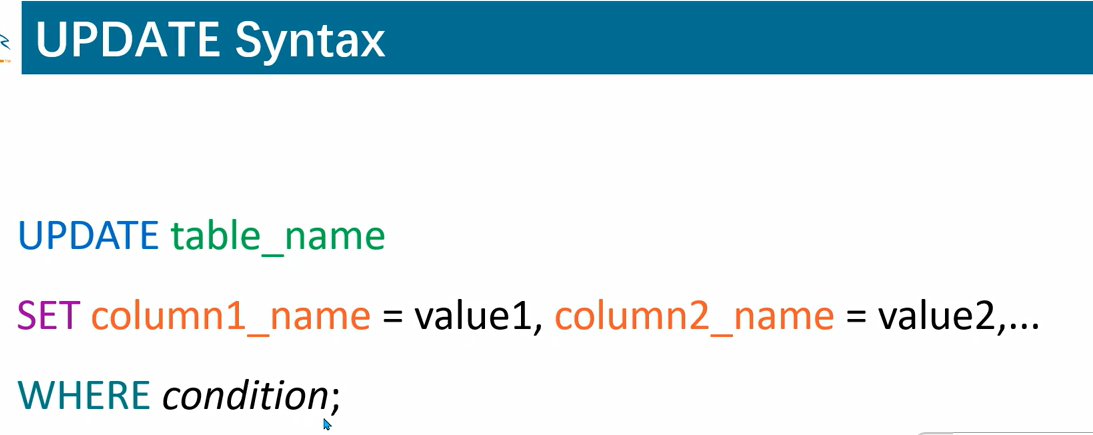 UPDATE Syntax
UPDATE table_name
SET column1_name = value1, column2_name = value2,...
WHERE condition;